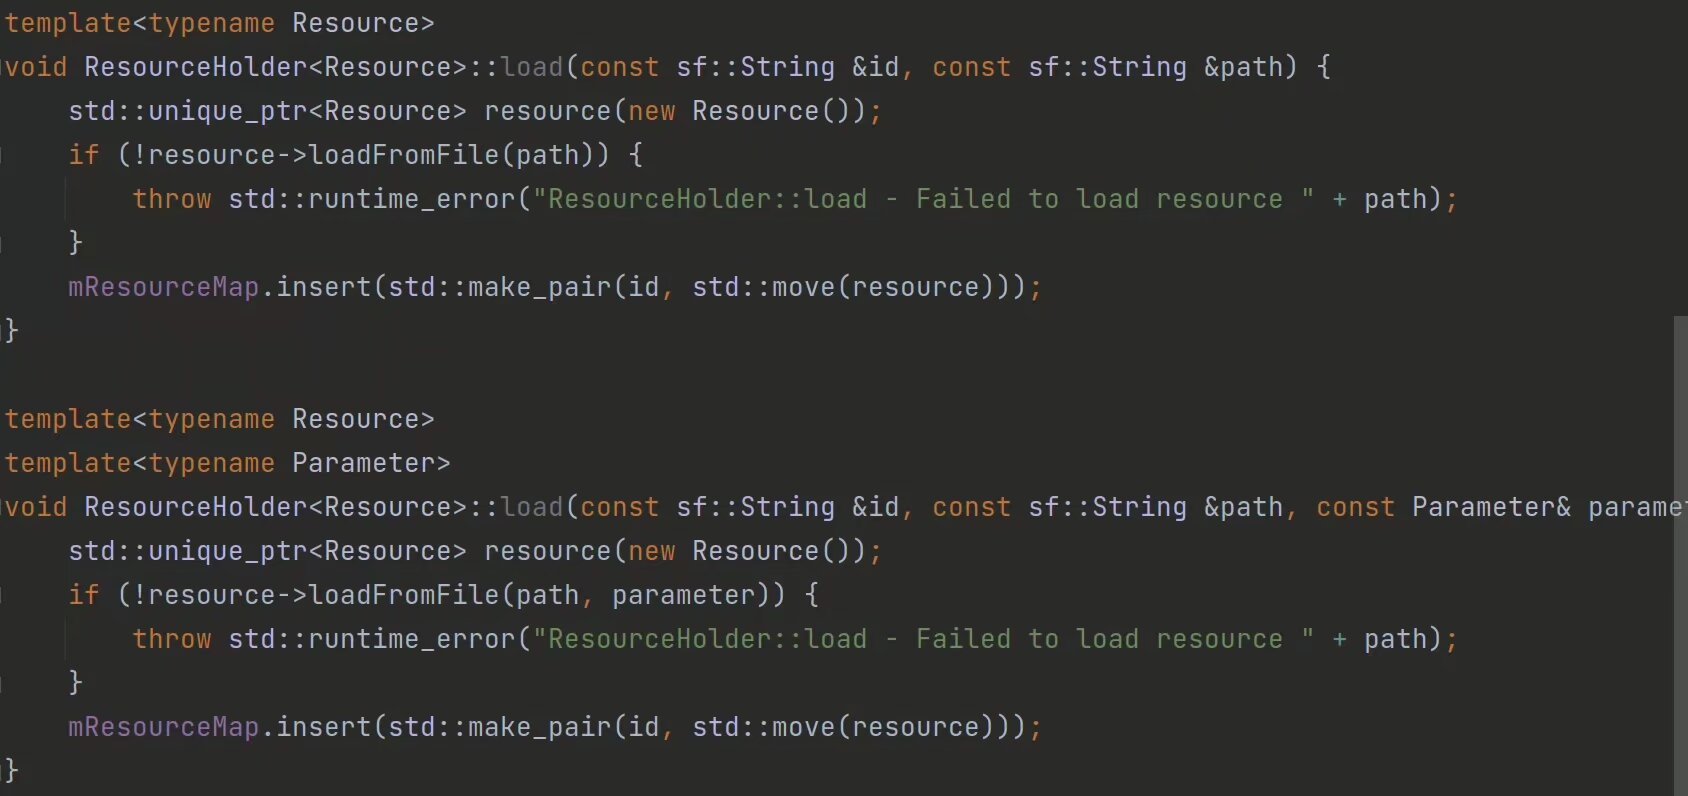 template<typename Resource>
void ResourceHolder<Resource>::load(const sf::String &id, const sf::String &path) {
    std::unique_ptr<Resource> resource(new Resource());
    if (!resource->loadFromFile(path)) {
        throw std::runtime_error("ResourceHolder::load - Failed to load resource " + path);
    }
    mResourceMap.insert(std::make_pair(id, std::move(resource)));
}
template<typename Resource>
template<typename Parameter>
void ResourceHolder<Resource>::load(const sf::String &id, const sf::String &path, const Parameter&
    std::unique_ptr<Resource> resource(new Resource());
    if (!resource->loadFromFile(path, parameter)) {
        throw std::runtime_error("ResourceHolder::load - Failed to load resource " + path);
    }
    mResourceMap.insert(std::make_pair(id, std::move(resource)));
}